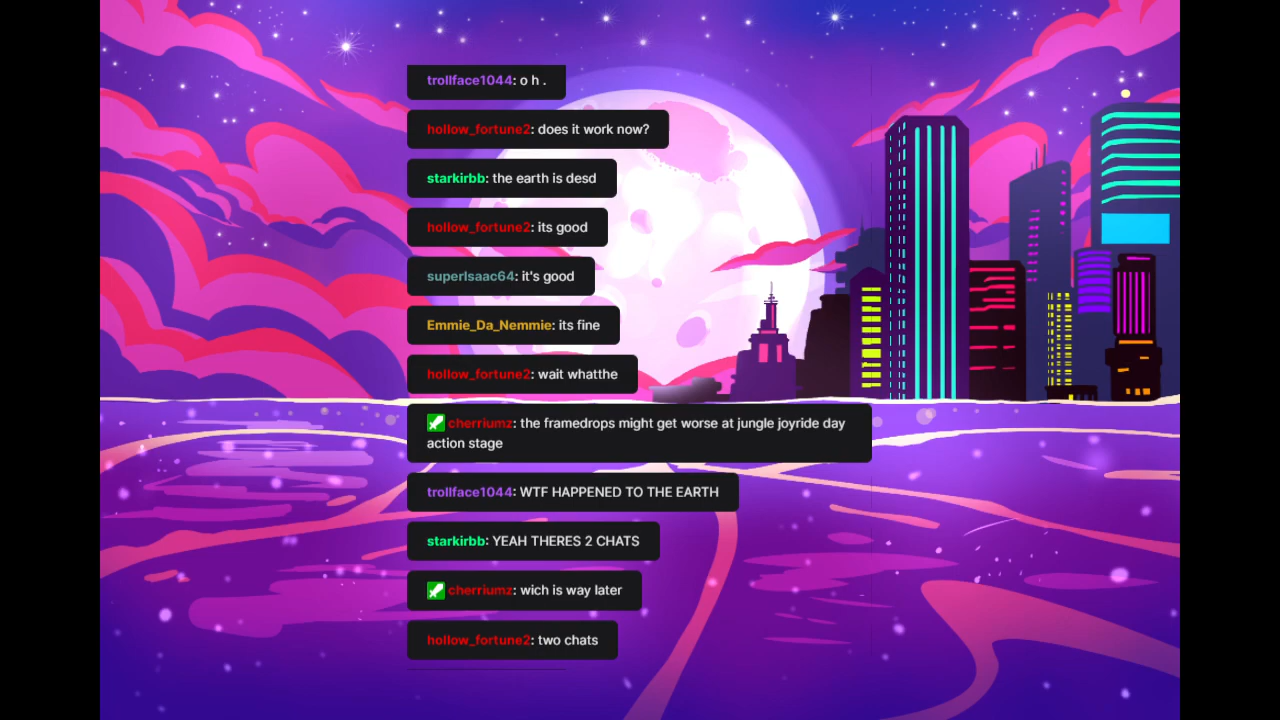 trollface1044: o h .
hollow_fortune2: does it work now?
starkirbb: the earth is desd
hollow_fortune2: its good
superIsaac64: it's good
Emmie_Da_Nemmie: its fine
hollow_fortune2: wait whatthe
cherriumz: the framedrops might get worse at jungle joyride day
action stage
trollface1044: WTF HAPPENED TO THE EARTH
starkirbb: YEAH THERES 2 CHATS
cherriumz: wich is way later
hollow_fortune2: two chats